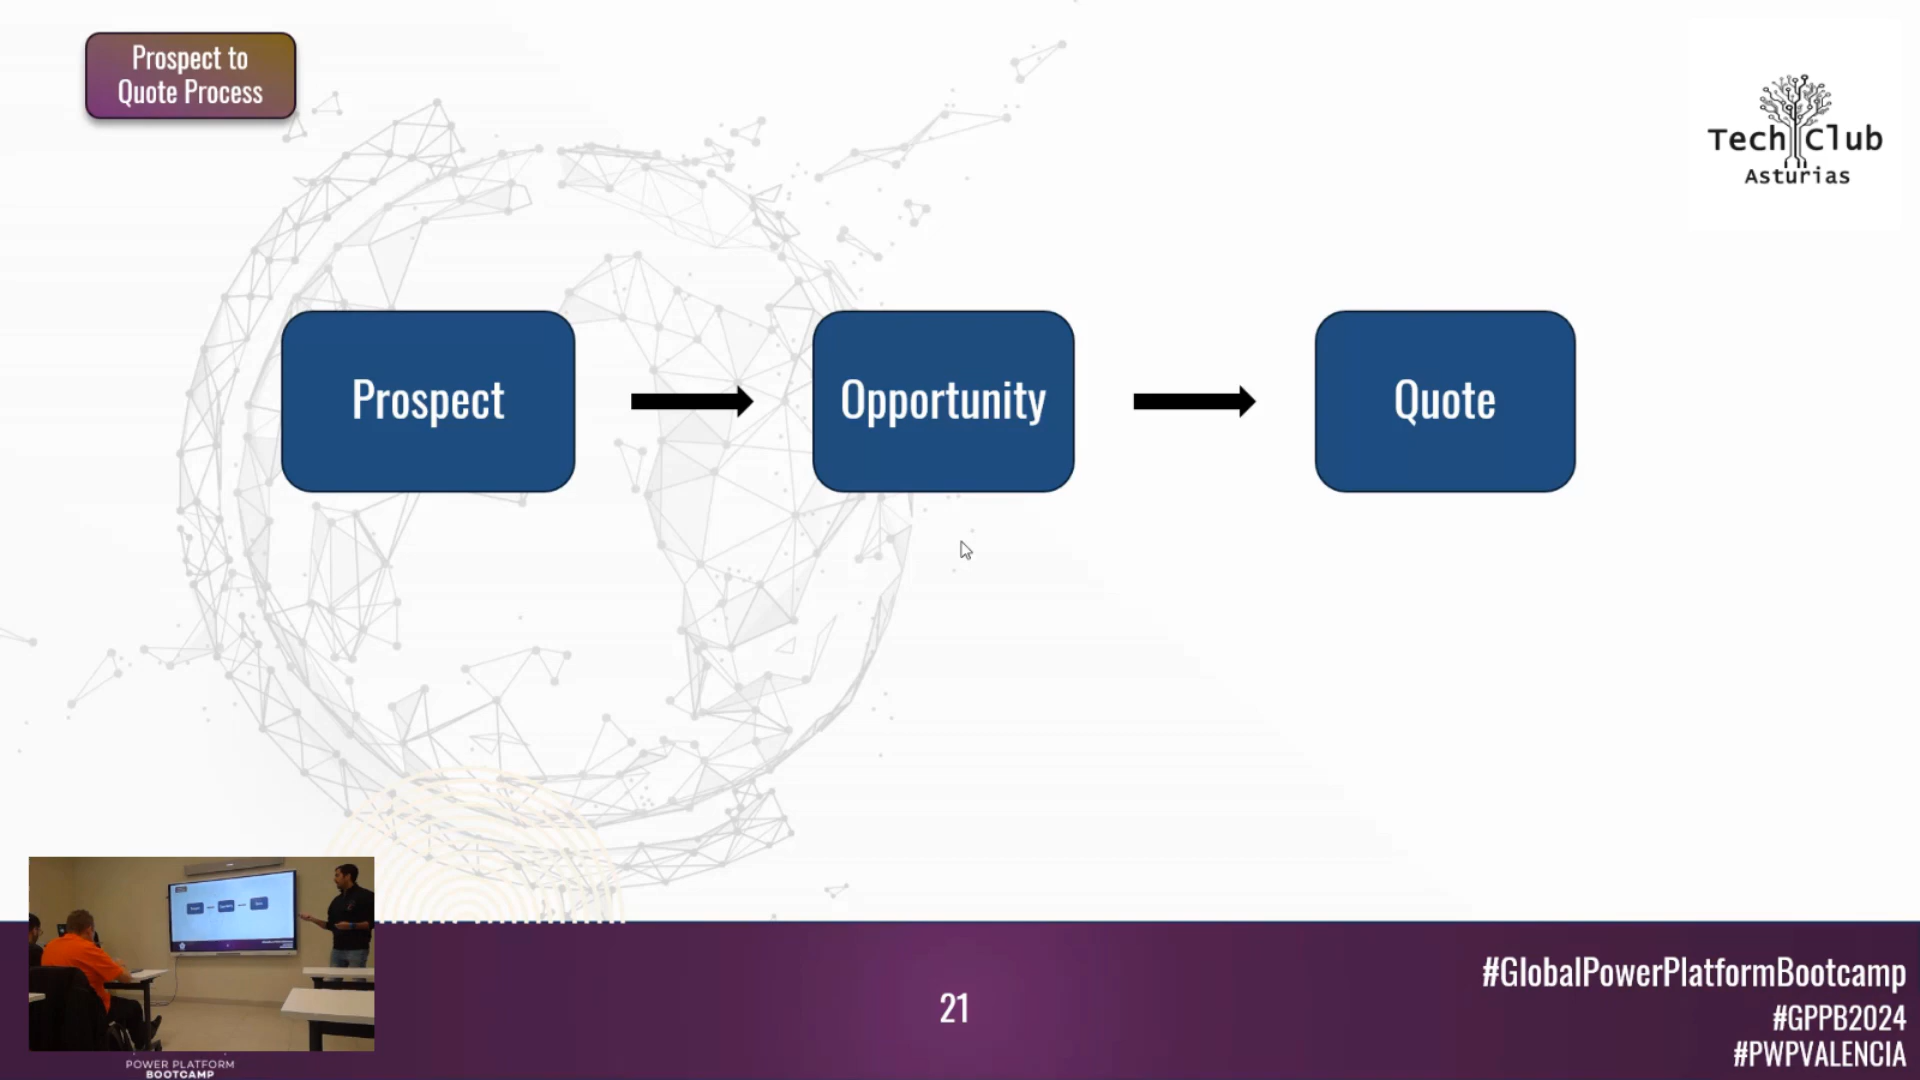 Prospect to
Quote Process
Tech Club
Asturias
Prospect
Opportunity
Quote
21
#GlobalPowerPlatformBootcamp
#GPPB2024
#PWPVALENCIA
POWER PLATFORM
BOOTCAMP